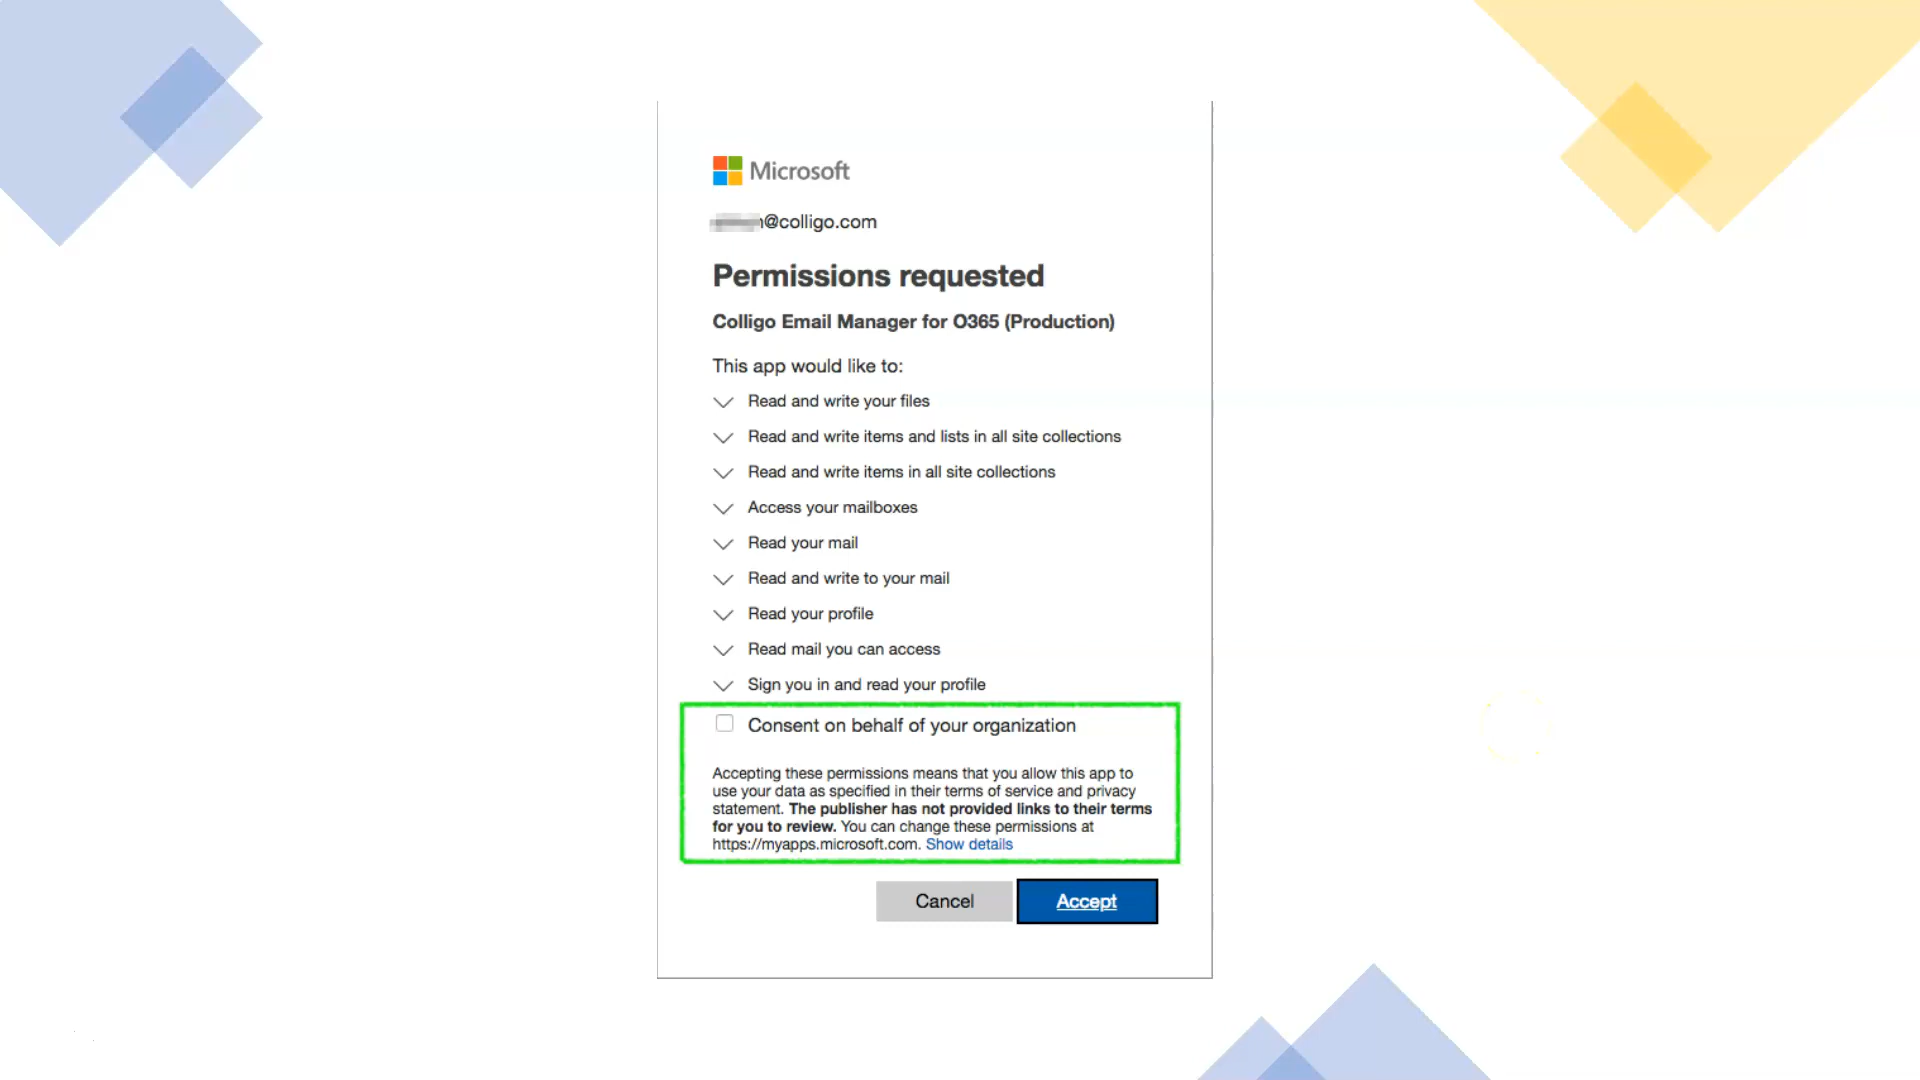 Microsoft
@colligo.com
Permissions requested
Colligo Email Manager for O365 (Production)
This app would like to:
Read and write your files
Read and write items and lists in all site collections
Read and write items in all site collections
Access your mailboxes
Read your mail
Read and write to your mail
Read your profile
Read mail you can access
Sign you in and read your profile
Consent on behalf of your organization
Accepting these permissions means that you allow this app to
use your data as specified in their terms of service and privacy
statement. The publisher has not provided links to their terms
for you to review. You can change these permissions at
https://myapps.microsoft.com. Show details
Cancel
Accept